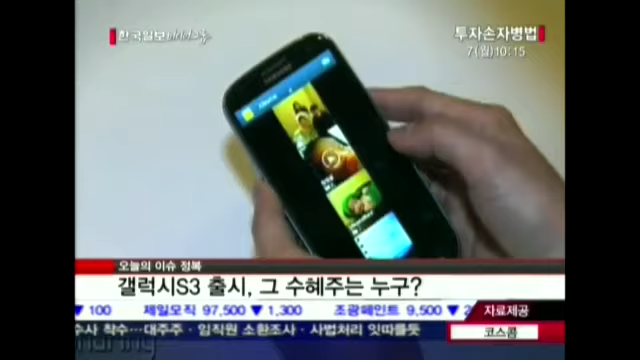 한국일보
투자손자병법
7(월)10:15
오늘의 이슈 정복
갤럭시S3 출시, 그 수혜주는 누구?
▼ 100 제일모직 97,500 ▼ 1,300 조광페인트 9,500 ▼ 2 자료제공
수사 착수…대주주·임직원 소환조사·사법처리 잇따를듯 코스콤